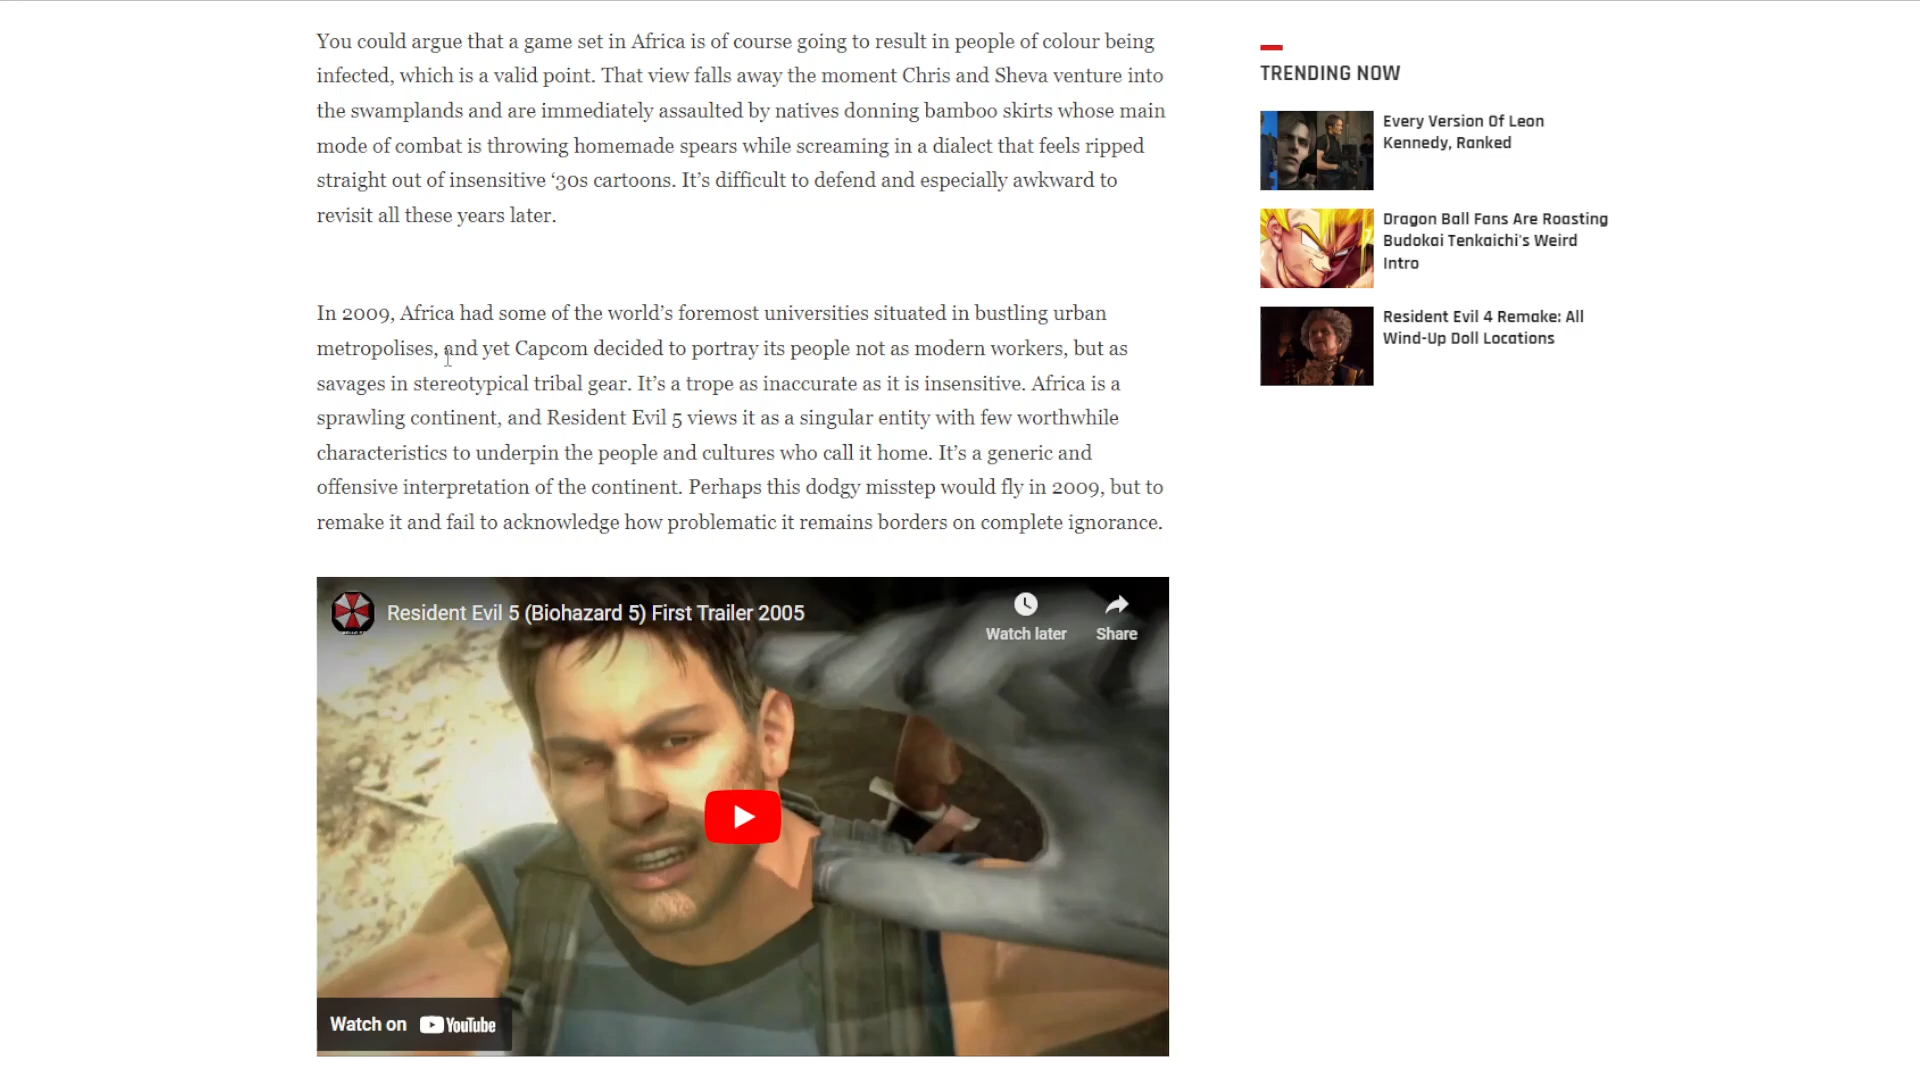 You could argue that a game set in Africa is of course going to result in people of colour being
infected, which is a valid point. That view falls away the moment Chris and Sheva venture into
the swamplands and are immediately assaulted by natives donning bamboo skirts whose main
mode of combat is throwing homemade spears while screaming in a dialect that feels ripped
straight out of insensitive ‘30s cartoons. It’s difficult to defend and especially awkward to
revisit all these years later.
In 2009, Africa had some of the world’s foremost universities situated in bustling urban
metropolises, and yet Capcom decided to portray its people not as modern workers, but as
savages in stereotypical tribal gear. It’s a trope as inaccurate as it is insensitive. Africa is a
sprawling continent, and Resident Evil 5 views it as a singular entity with few worthwhile
characteristics to underpin the people and cultures who call it home. It’s a generic and
offensive interpretation of the continent. Perhaps this dodgy misstep would fly in 2009, but to
remake it and fail to acknowledge how problematic it remains borders on complete ignorance.
Resident Evil 5 (Biohazard 5) First Trailer 2005
Watch later
Share
Watch on YouTube
TRENDING NOW
Every Version Of Leon
Kennedy, Ranked
Dragon Ball Fans Are Roasting
Budokai Tenkaichi's Weird
Intro
Resident Evil 4 Remake: All
Wind-Up Doll Locations